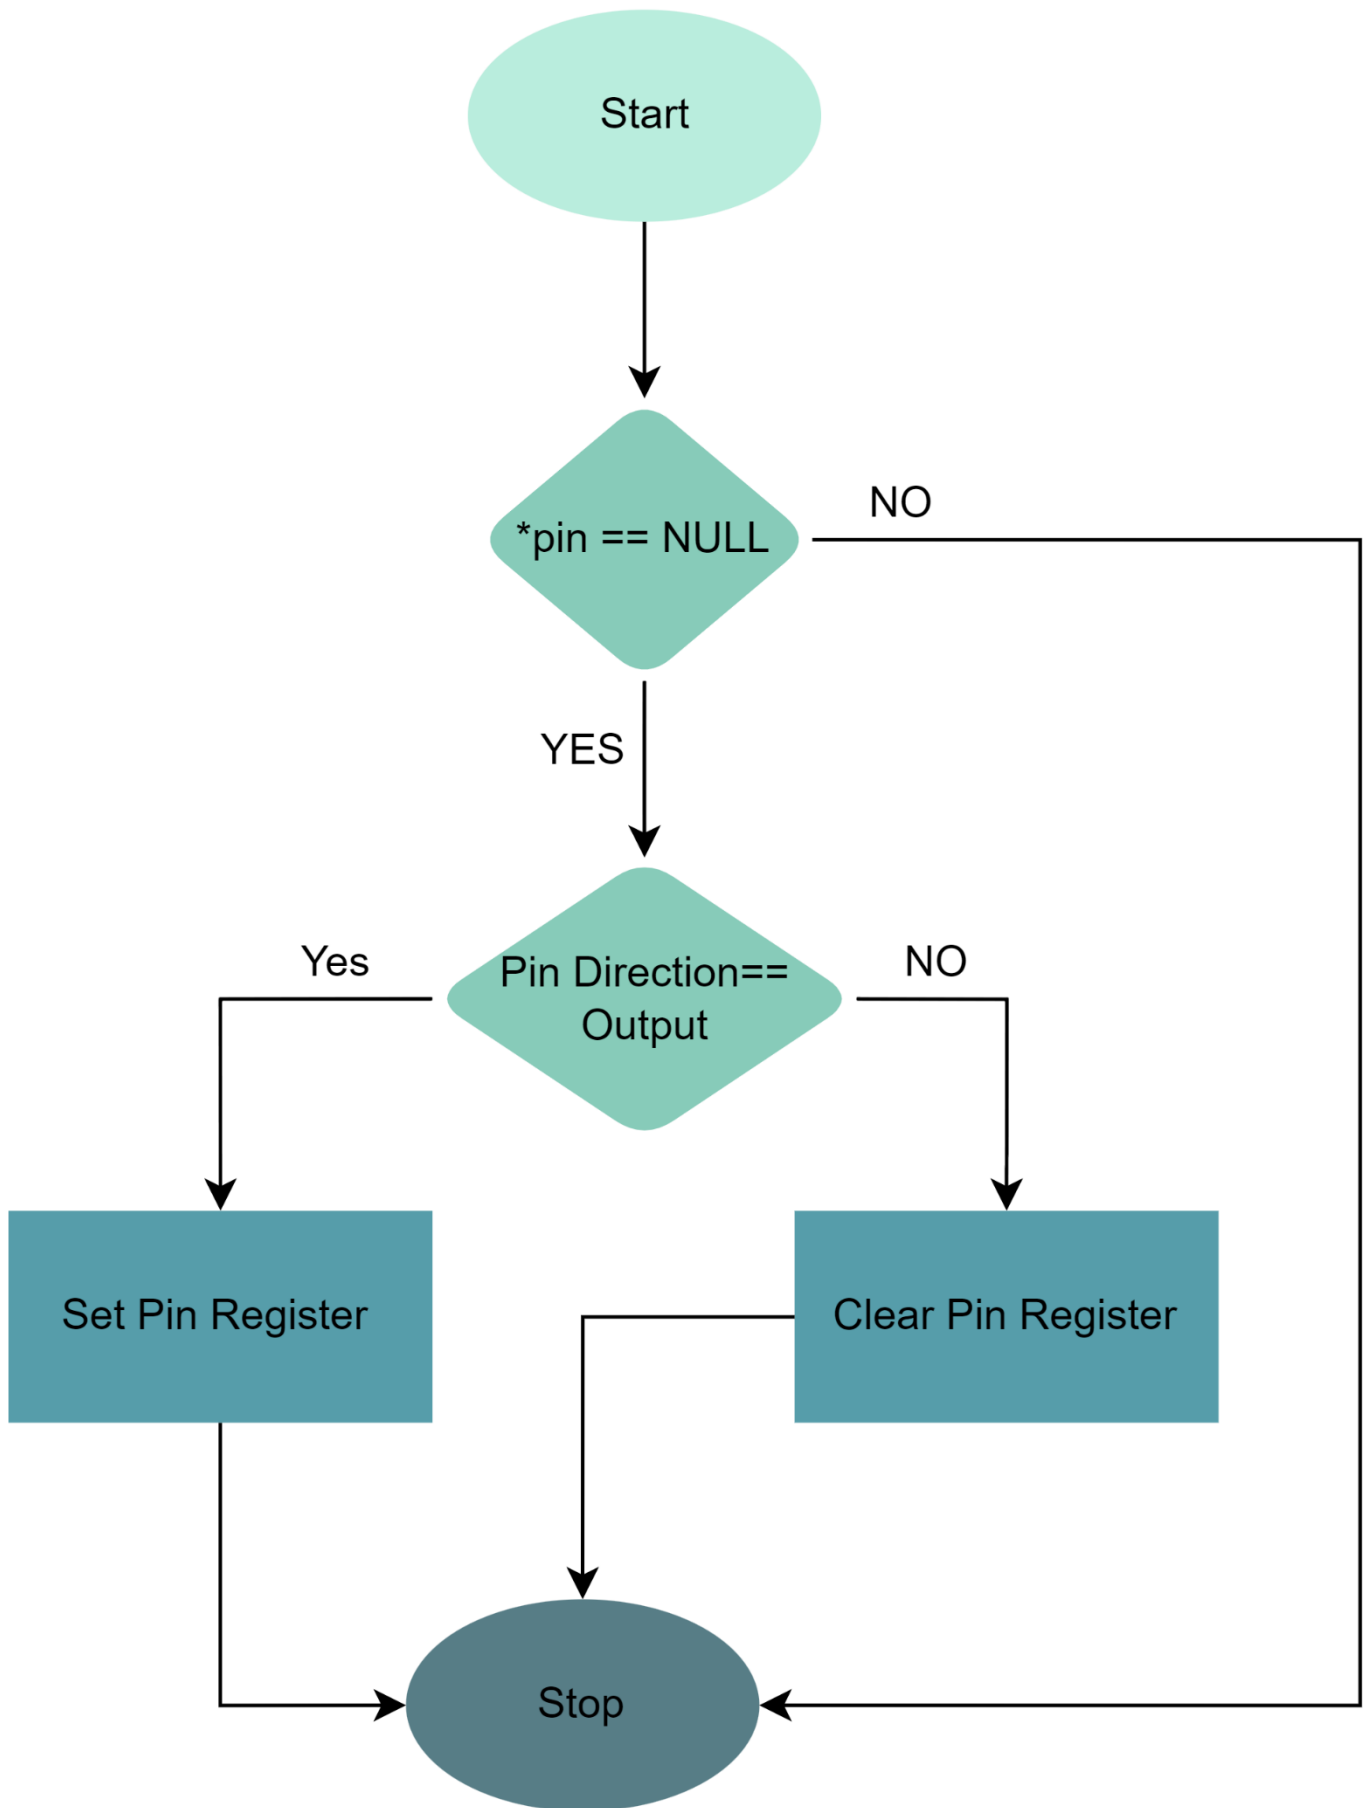 Start
*pin == NULL
NO
YES
Pin Direction==
Output
Yes
NO
Set Pin Register
Clear Pin Register
Stop